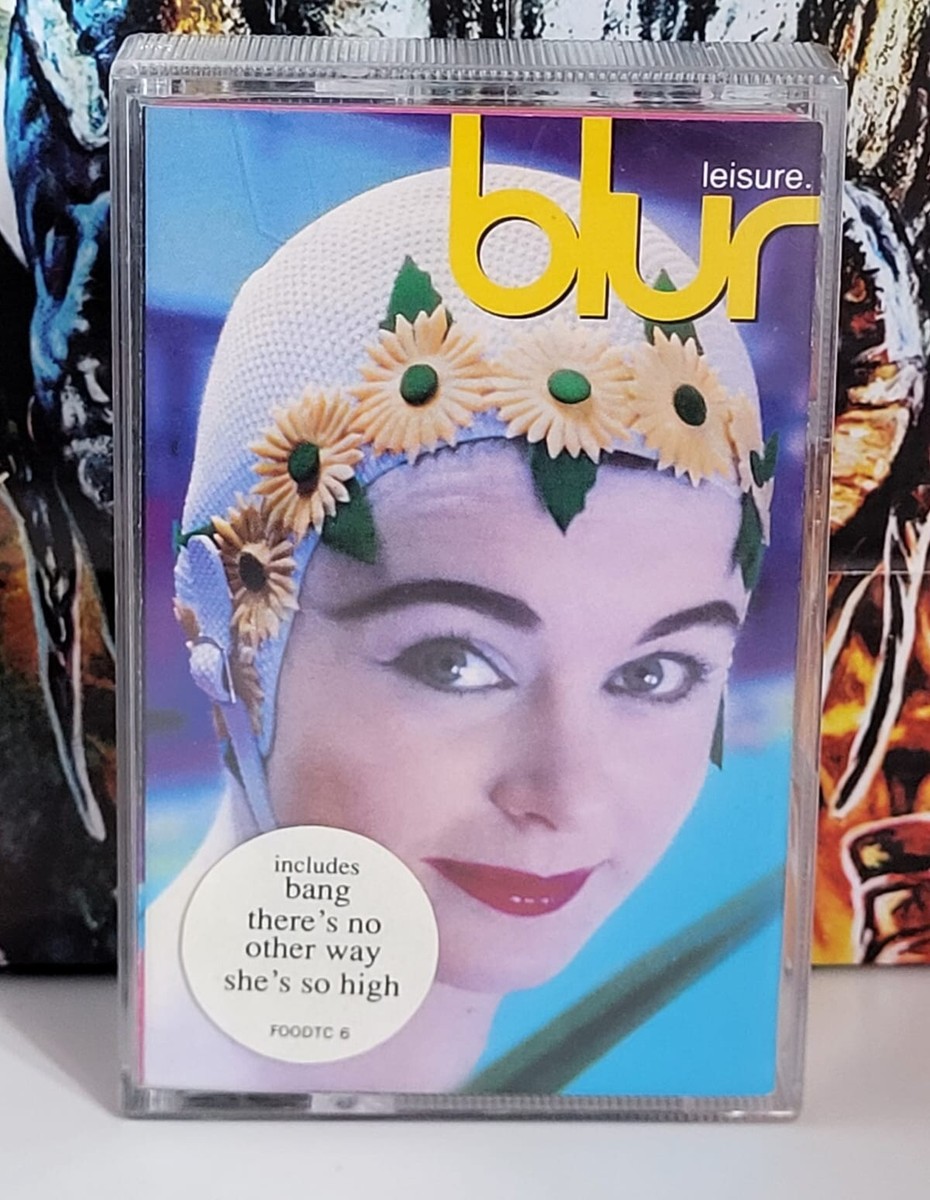 blur
leisure.
includes
bang
there's no
other way
she's so high
FOODTC 6